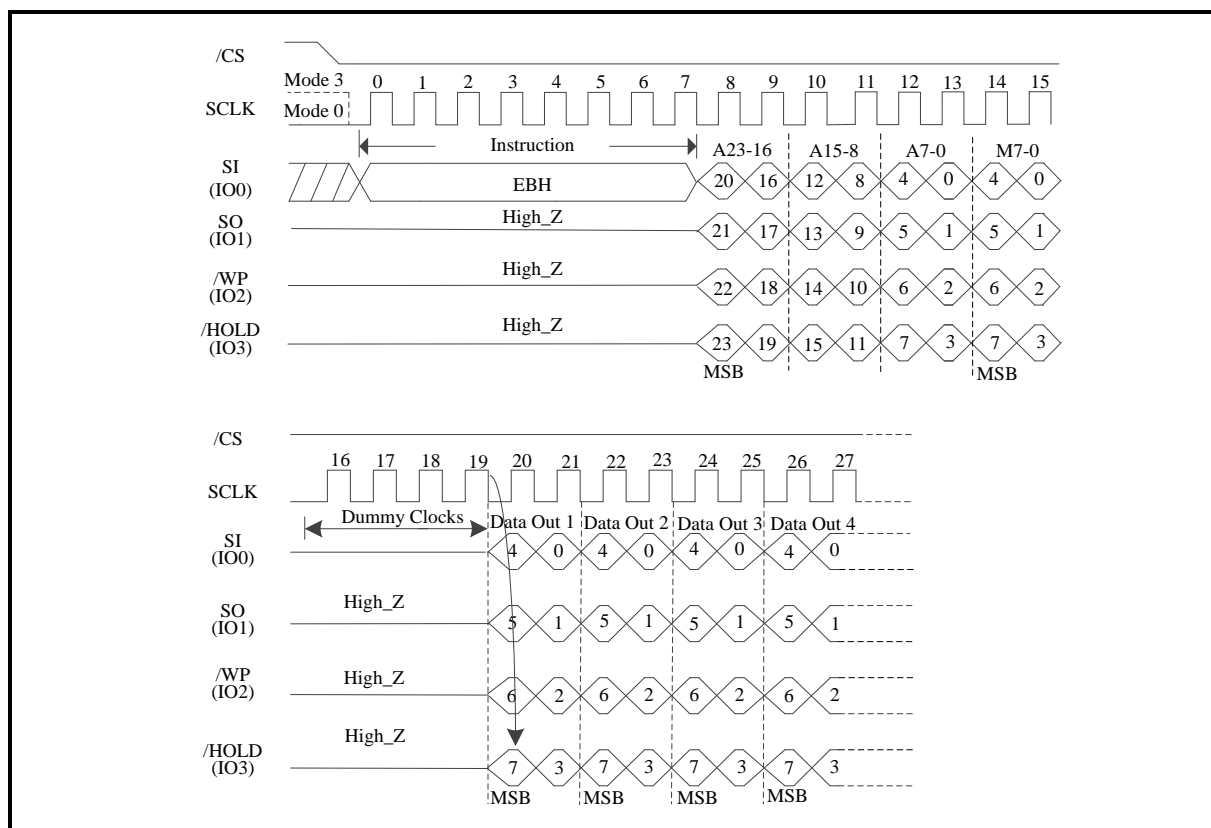 /CS
Mode 3 0 1 2 3 4 5 6 7 8 9 10 11 12 13 14 15
SCLK Mode 0
Instruction A23-16 A15-8 A7-0 M7-0
SI
(IO0) EBH 20 16 12 8 4 0 4 0
SO
(IO1) High_Z 21 17 13 9 5 1 5 1
/WP
(IO2) High_Z 22 18 14 10 6 2 6 2
/HOLD
(IO3) High_Z 23 19 15 11 7 3 7 3
MSB MSB
/CS
16 17 18 19 20 21 22 23 24 25 26 27
SCLK
Dummy Clocks Data Out 1 Data Out 2 Data Out 3 Data Out 4
SI
(IO0) 4 0 4 0 4 0 4 0
SO
(IO1) High_Z 5 1 5 1 5 1 5 1
/WP
(IO2) High_Z 6 2 6 2 6 2 6 2
/HOLD
(IO3) High_Z 7 3 7 3 7 3 7 3
MSB MSB MSB MSB